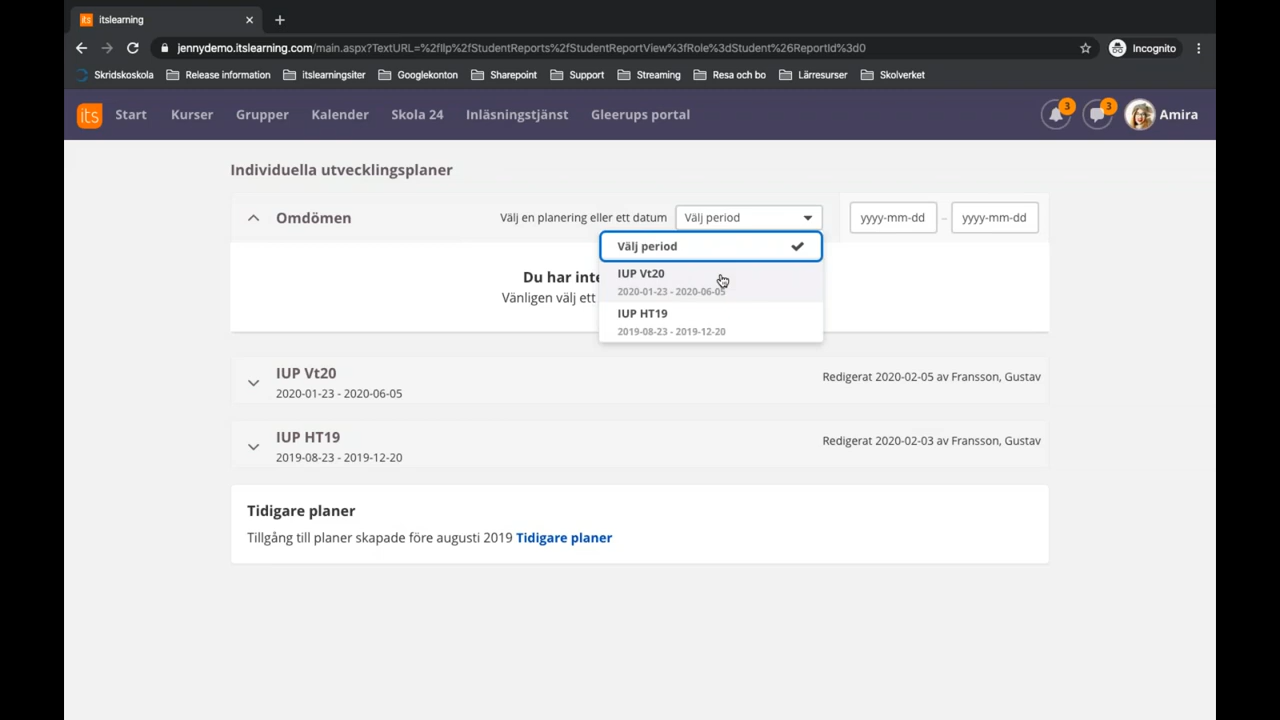 its itslearning
jennydemo.itslearning.com/main.aspx?TextURL=%2fIlp%2fStudentReports%2fStudentReportView%3fRole%3dStudent%26ReportId%3d0
Incognito
Skridskoskola Release information itslearningsiter Googlekonton Sharepoint Support Streaming Resa och bo Lärresurser Skolverket
its Start Kurser Grupper Kalender Skola 24 Inläsningstjänst Gleerups portal 3 3 Amira
Individuella utvecklingsplaner
Omdömen Välj en planering eller ett datum Välj period yyyy-mm-dd – yyyy-mm-dd
Välj period
Du har inte
IUP Vt20
Vänligen välj ett
2020-01-23 - 2020-06-05
IUP HT19
2019-08-23 - 2019-12-20
IUP Vt20
Redigerat 2020-02-05 av Fransson, Gustav
2020-01-23 - 2020-06-05
IUP HT19
Redigerat 2020-02-03 av Fransson, Gustav
2019-08-23 - 2019-12-20
Tidigare planer
Tillgång till planer skapade före augusti 2019 Tidigare planer